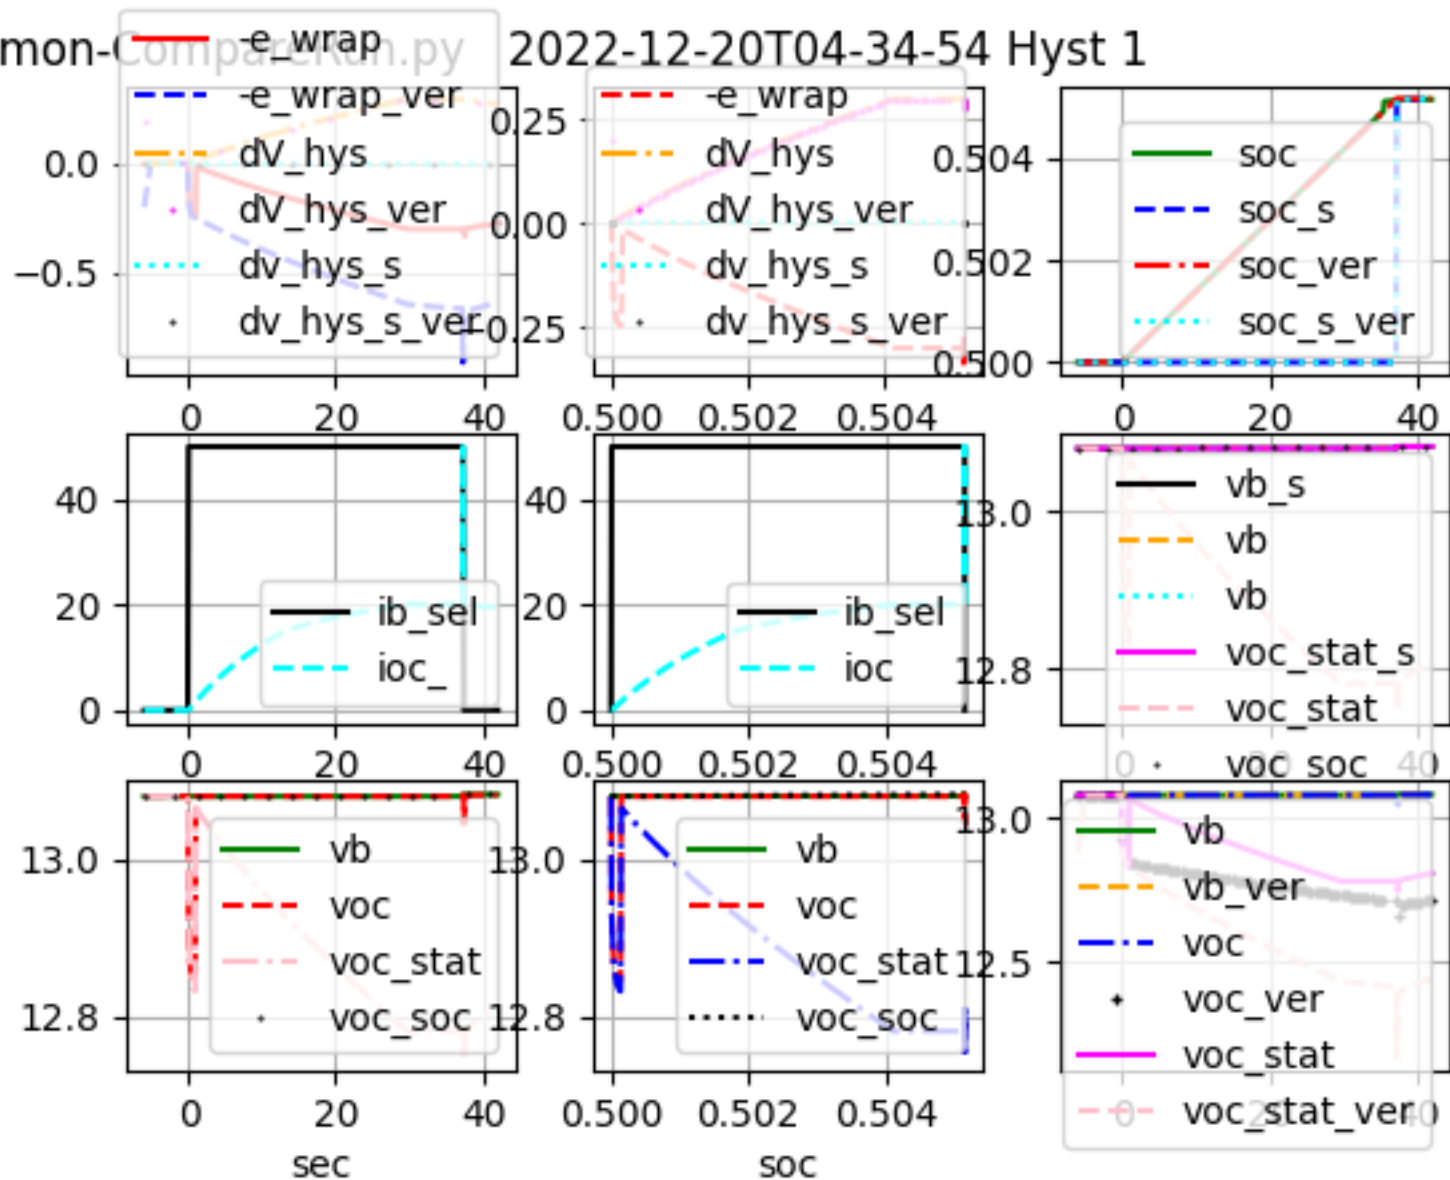 mon-CompareRun.py 2022-12-20T04-34-54 Hyst 1
-e_wrap
-e_wrap_ver
dV_hys
dV_hys_ver
dv_hys_s
dv_hys_s_ver
0.0
−0.5
0 20 40
-e_wrap
dV_hys
dV_hys_ver
dv_hys_s
dv_hys_s_ver
0.25
0.00
−0.25
0.500 0.502 0.504
soc
soc_s
soc_ver
soc_s_ver
0.504
0.502
0.500
0 20 40
ib_sel
ioc_
40
20
0
0 20 40
ib_sel
ioc
40
20
0
0.500 0.502 0.504
vb_s
vb
vb
voc_stat_s
voc_stat
voc_soc
13.0
12.8
0 20 40
vb
voc
voc_stat
voc_soc
13.0
12.8
0 20 40
sec
vb
voc
voc_stat
voc_soc
13.0
12.8
0.500 0.502 0.504
soc
vb
vb_ver
voc
voc_ver
voc_stat
voc_stat_ver
13.0
12.5
0 20 40